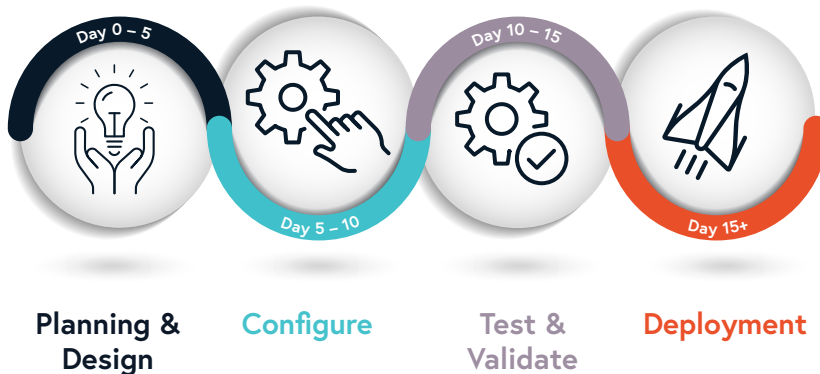 Day 0 – 5
Day 10 – 15
Day 5 – 10
Day 15+
Planning &
Design
Configure
Test &
Validate
Deployment